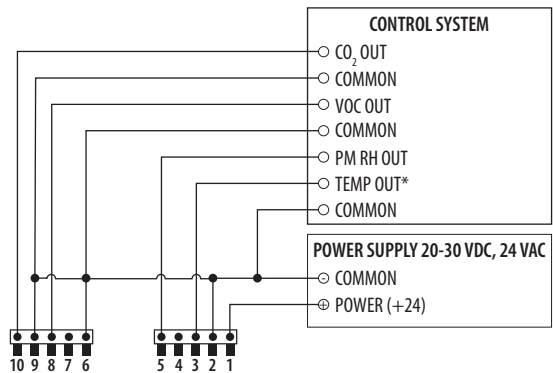 CONTROL SYSTEM
CO2 OUT
COMMON
VOC OUT
COMMON
PM RH OUT
TEMP OUT*
COMMON
POWER SUPPLY 20-30 VDC, 24 VAC
COMMON
POWER (+24)
10 9 8 7 6 5 4 3 2 1